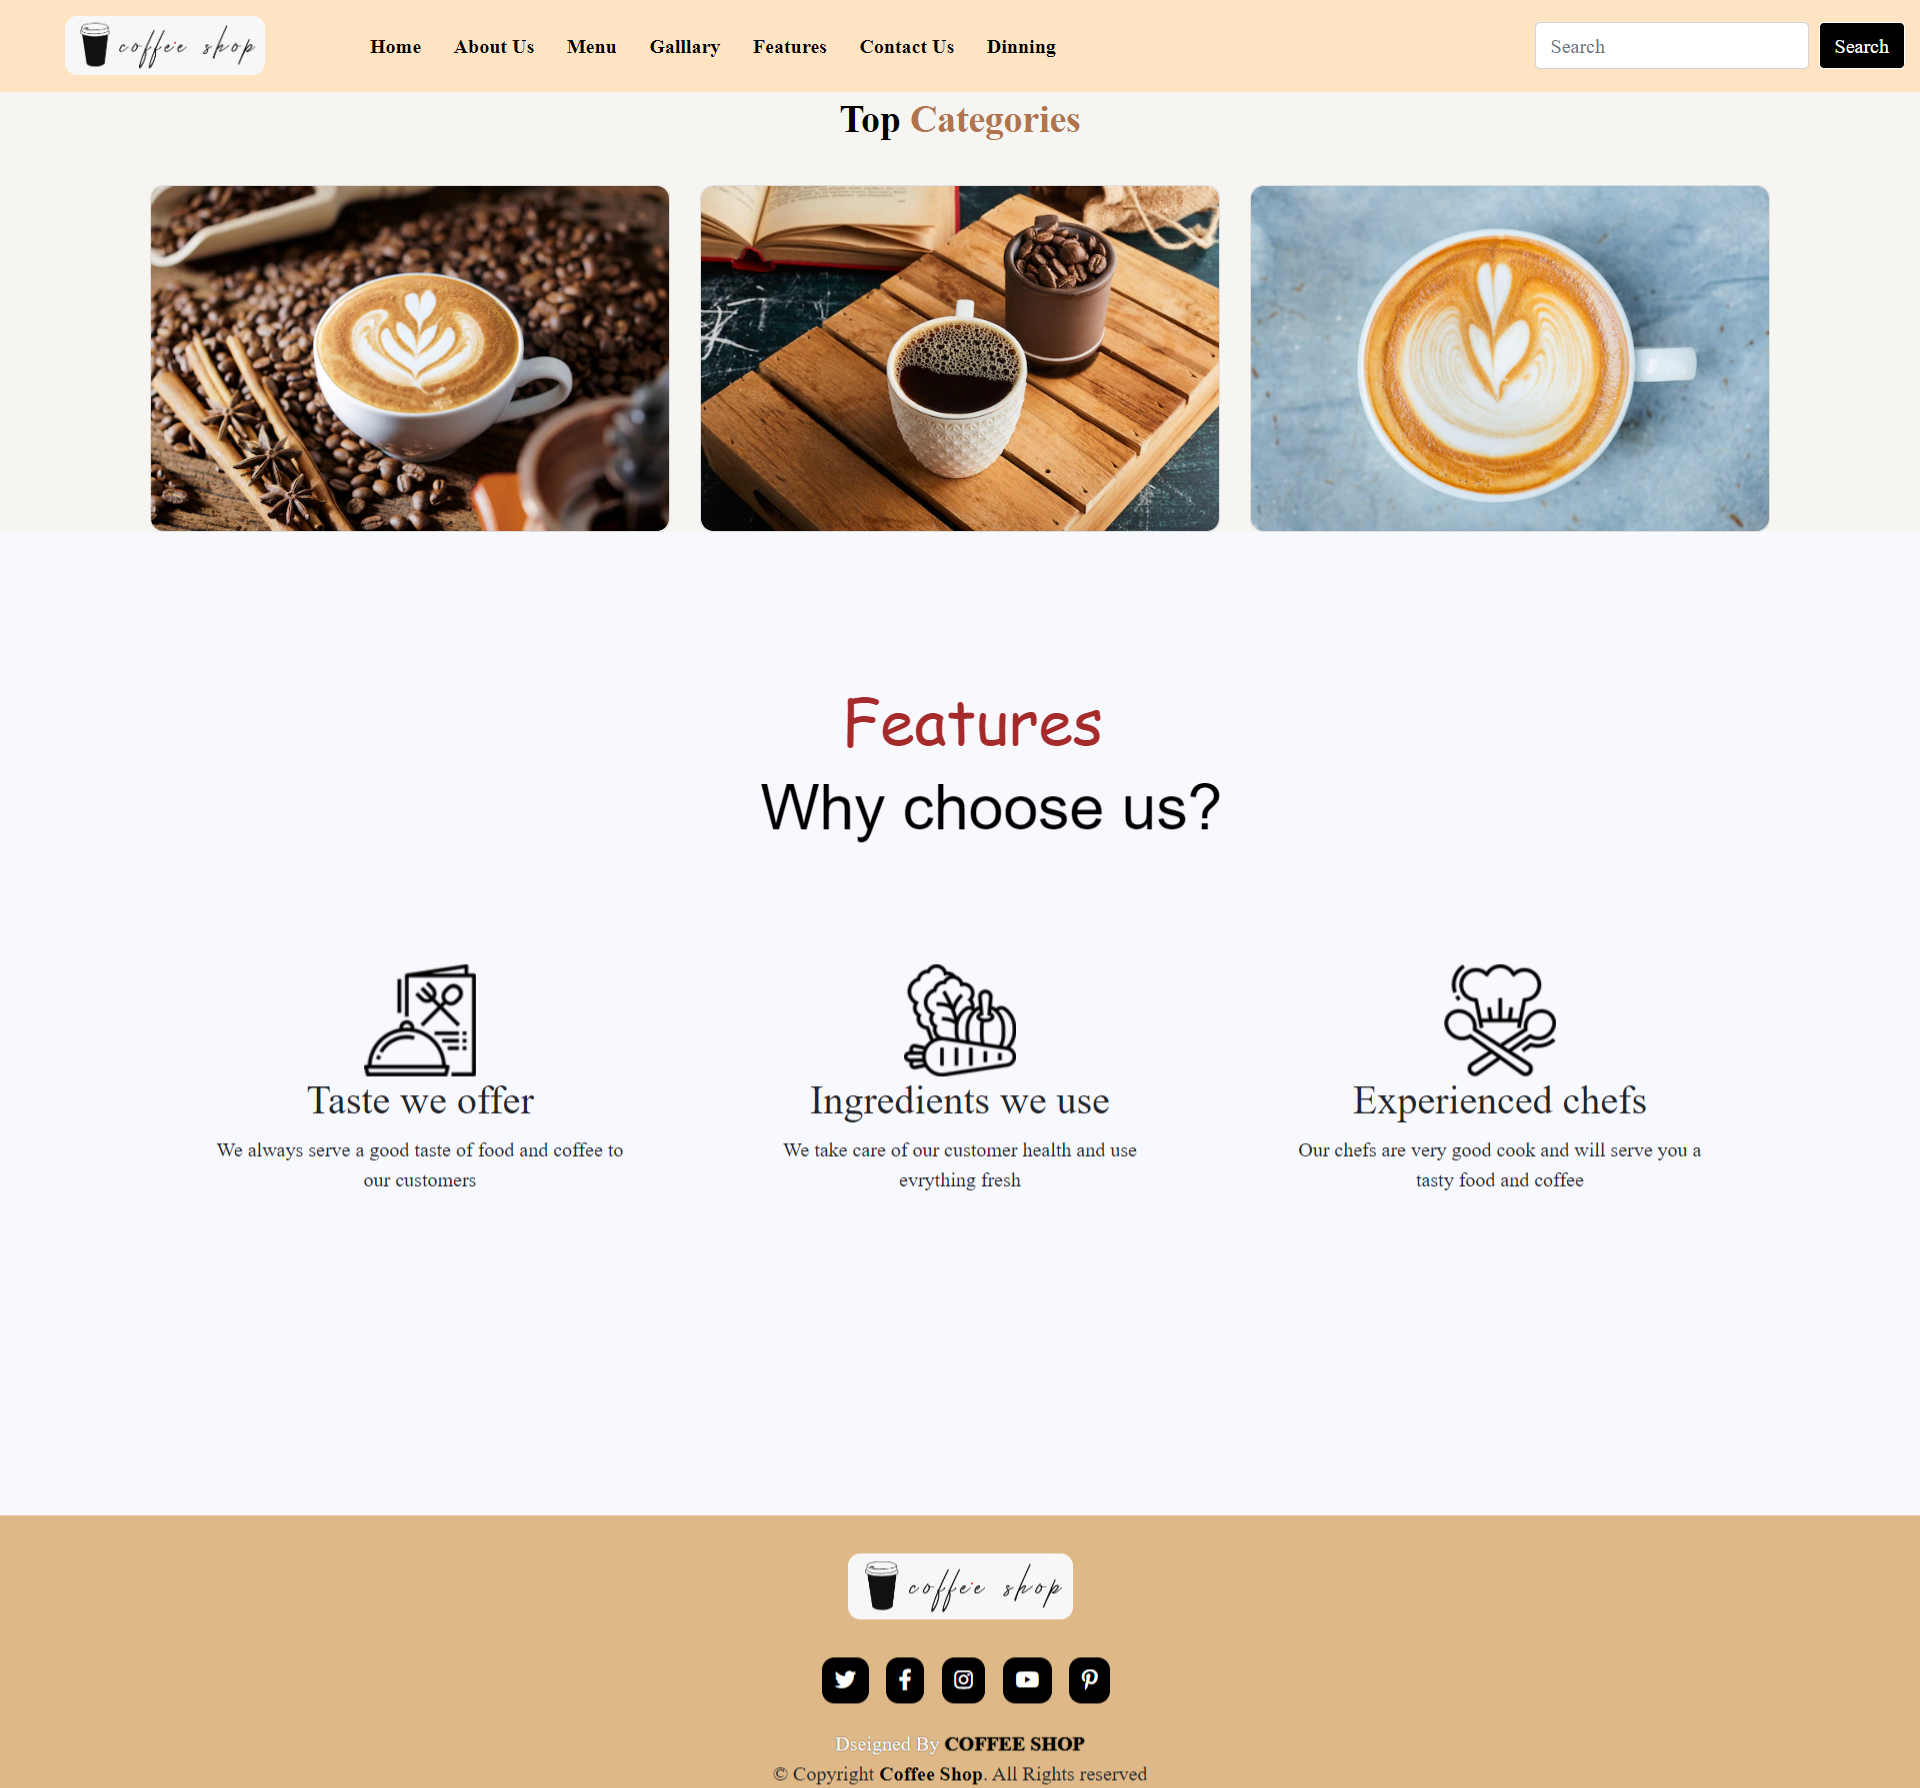 coffee shop
Home About Us Menu Galllary Features Contact Us Dinning
Search Search
Top Categories
Features
Why choose us?
Taste we offer
We always serve a good taste of food and coffee to
our customers
Ingredients we use
We take care of our customer health and use
evrything fresh
Experienced chefs
Our chefs are very good cook and will serve you a
tasty food and coffee
coffee shop
Dseigned By COFFEE SHOP
© Copyright Coffee Shop. All Rights reserved